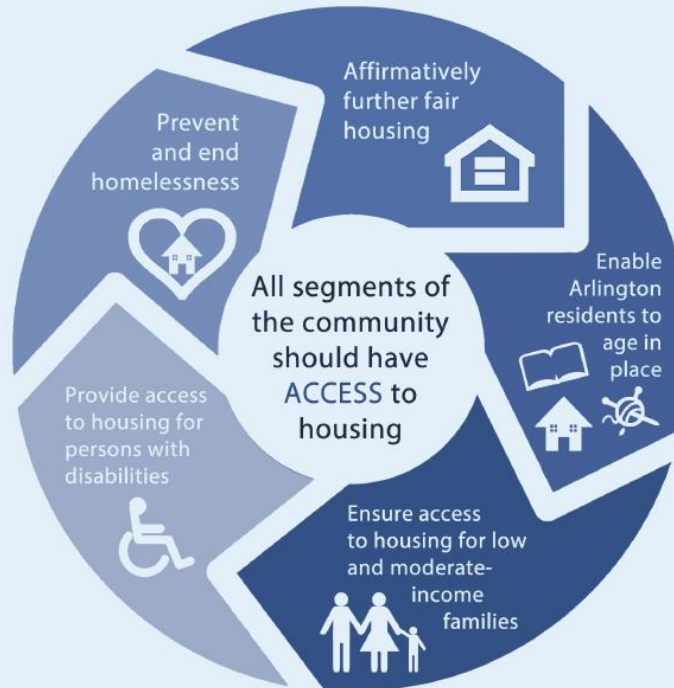 Affirmatively
further fair
housing
Enable
Arlington
residents to
age in
place
Ensure access
to housing for low
and moderate-
income
families
Provide access
to housing for
persons with
disabilities
Prevent
and end
homelessness
All segments of
the community
should have
ACCESS to
housing